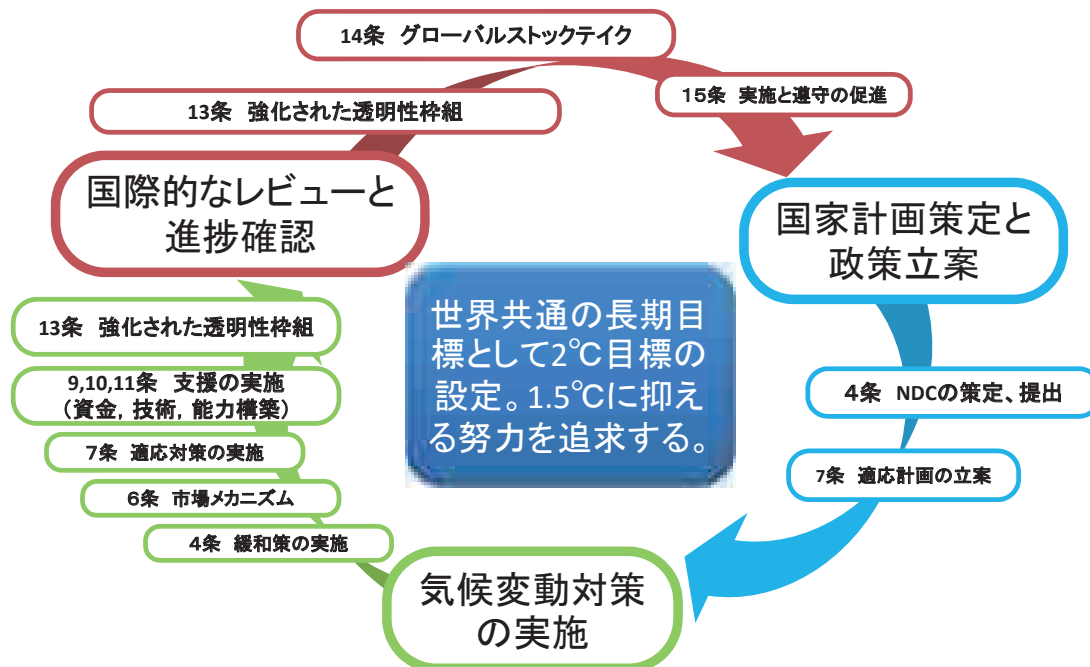 14条 グローバルストックテイク
13条 強化された透明性枠組
15条 実施と遵守の促進
国際的なレビューと
進捗確認
国家計画策定と
政策立案
世界共通の長期目
標として2℃目標の
設定。1.5℃に抑え
る努力を追求する。
4条 NDCの策定、提出
7条 適応計画の立案
気候変動対策
の実施
13条 強化された透明性枠組
9,10,11条 支援の実施
（資金，技術，能力構築）
７条 適応対策の実施
６条 市場メカニズム
４条 緩和策の実施